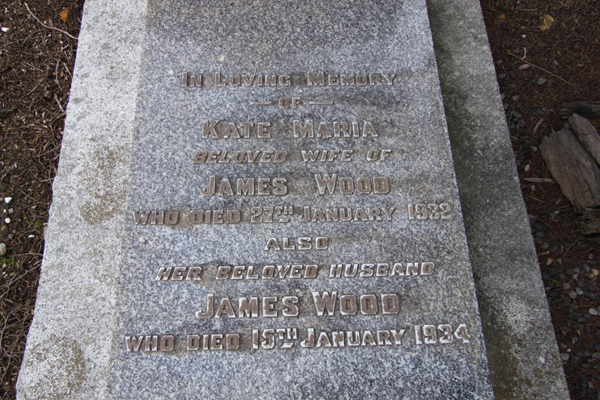 IN LOVING MEMORY
— OF —
KATE MARIA
BELOVED WIFE OF
JAMES WOOD
WHO DIED 27TH JANUARY 1932
ALSO
HER BELOVED HUSBAND
JAMES WOOD
WHO DIED 15TH JANUARY 1934